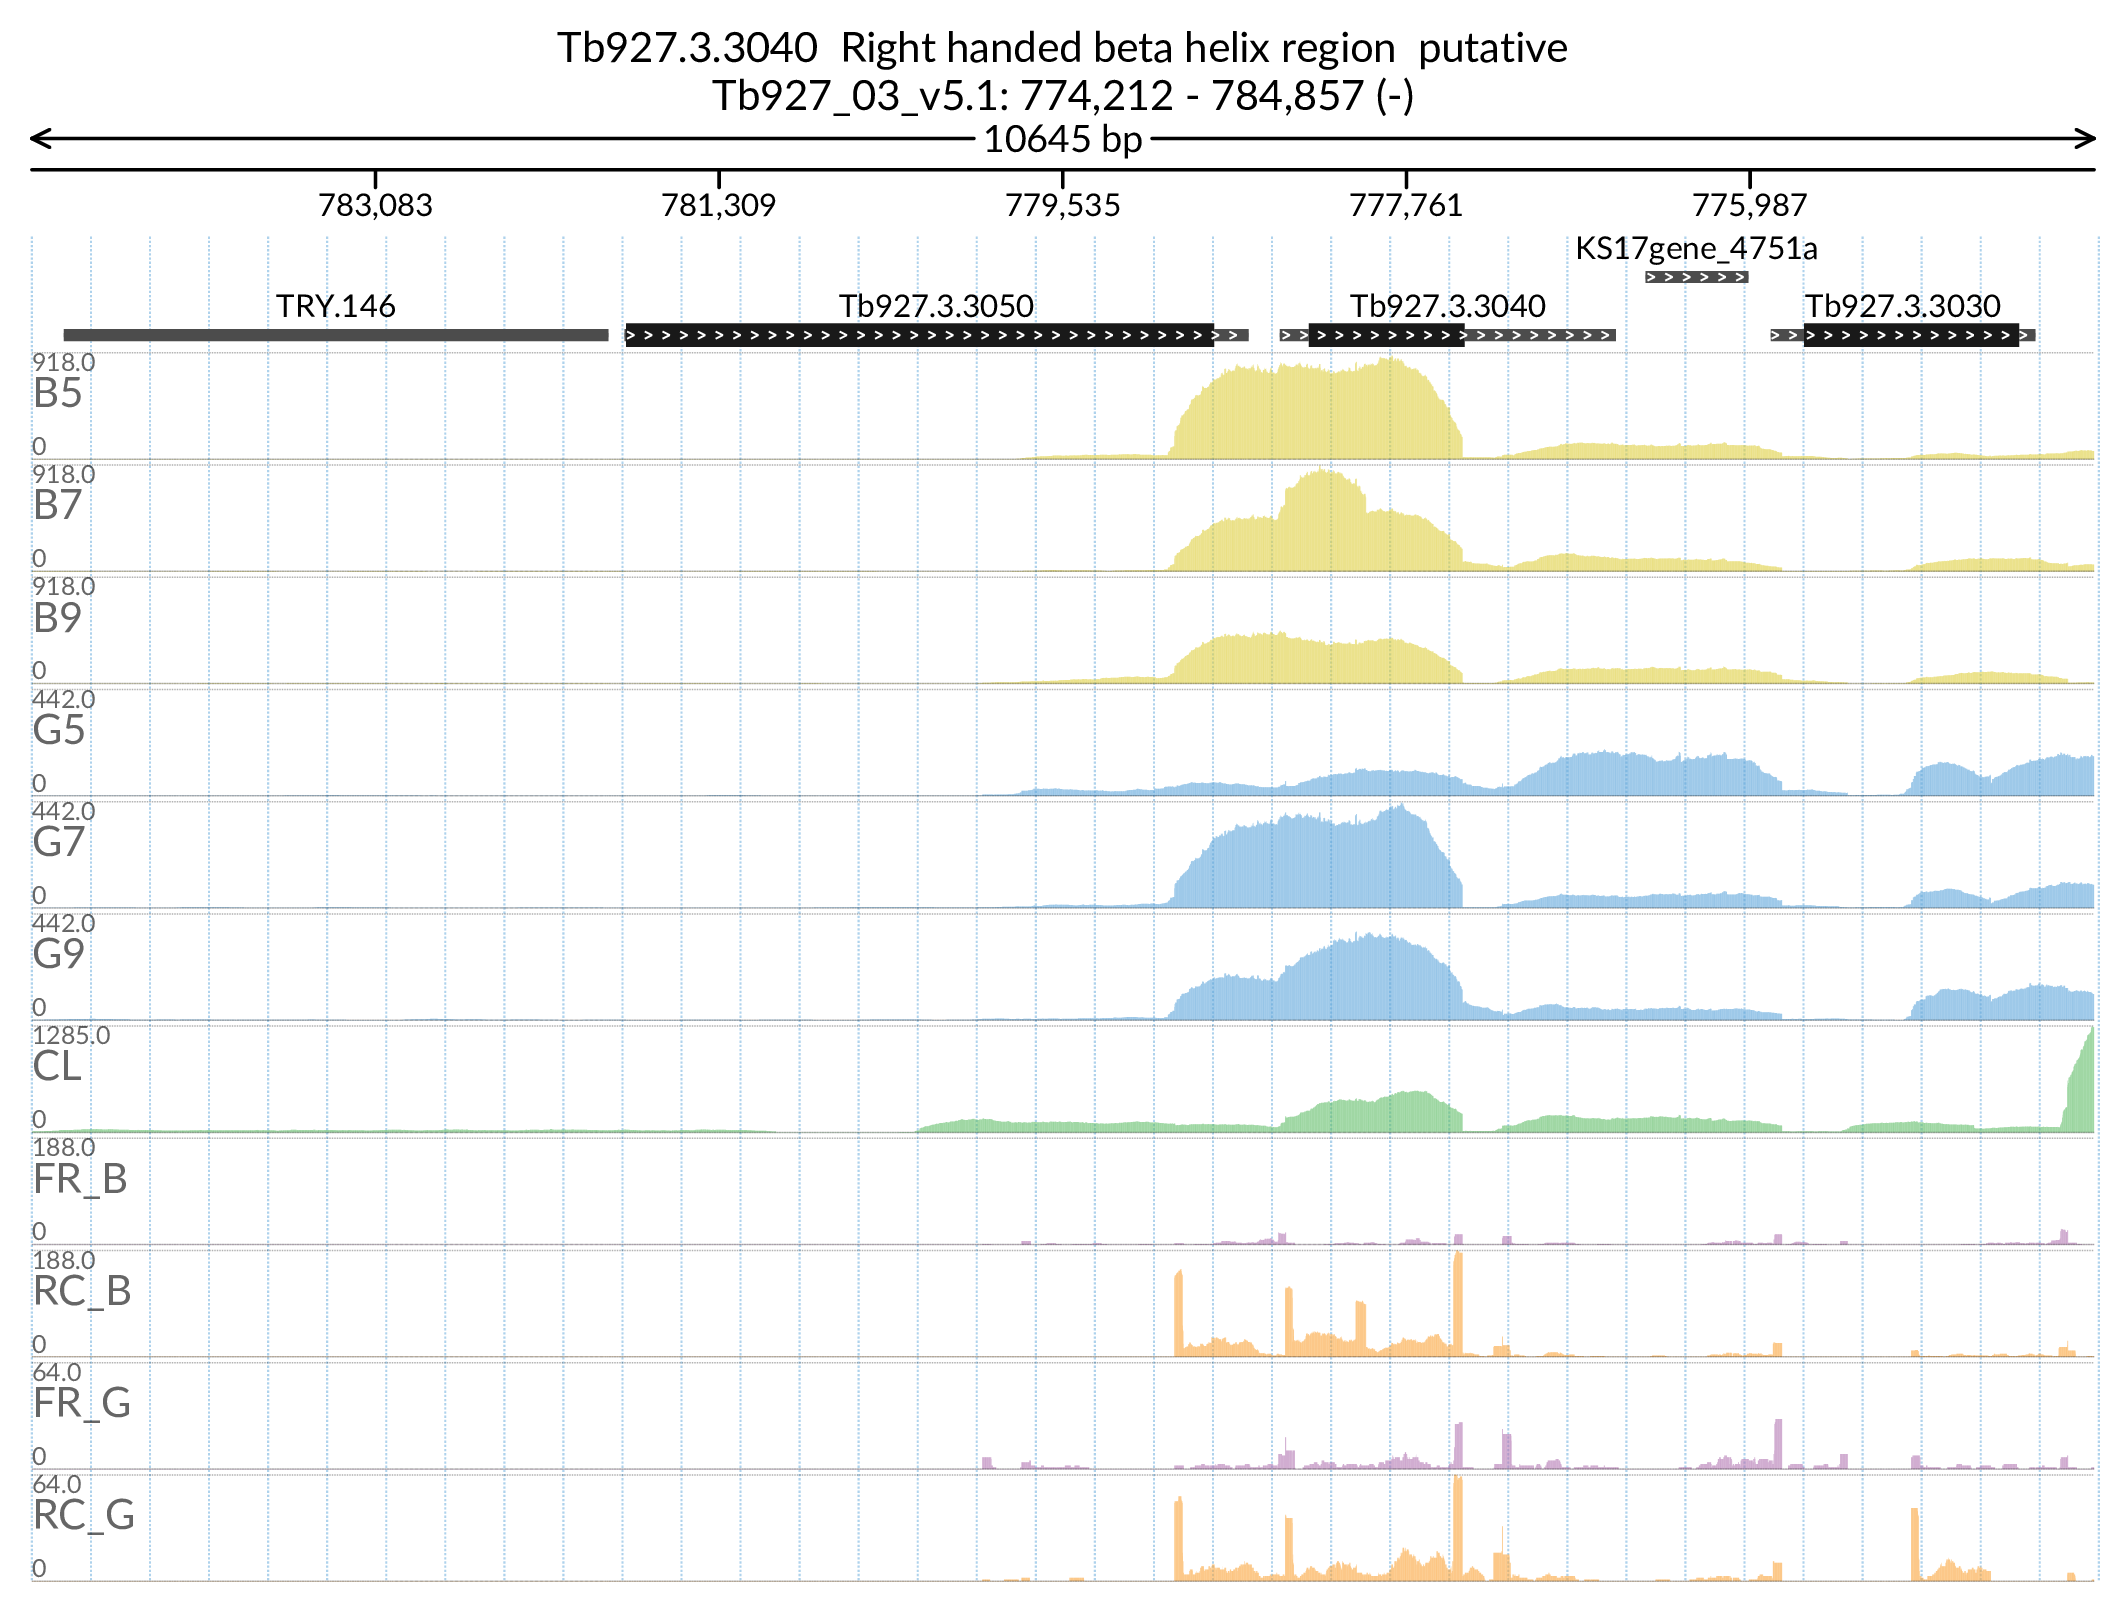 Tb927.3.3040  Right handed beta helix region  putative
Tb927_03_v5.1: 774,212 - 784,857 (-)
10645 bp
783,083 781,309 779,535 777,761 775,987
KS17gene_4751a
TRY.146 Tb927.3.3050 Tb927.3.3040 Tb927.3.3030
918.0
B5
0
918.0
B7
0
918.0
B9
0
442.0
G5
0
442.0
G7
0
442.0
G9
0
1285.0
CL
0
188.0
FR_B
0
188.0
RC_B
0
64.0
FR_G
0
64.0
RC_G
0